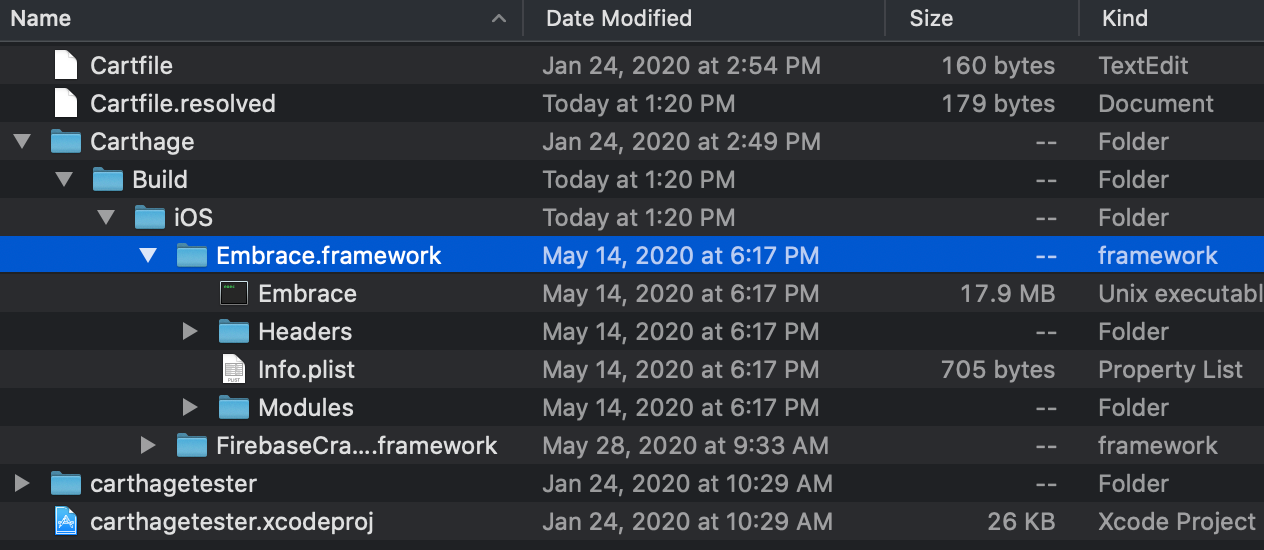 Name Date Modified Size Kind
Cartfile Jan 24, 2020 at 2:54 PM 160 bytes TextEdit
Cartfile.resolved Today at 1:20 PM 179 bytes Document
Carthage Jan 24, 2020 at 2:49 PM -- Folder
Build Today at 1:20 PM -- Folder
iOS Today at 1:20 PM -- Folder
Embrace.framework May 14, 2020 at 6:17 PM -- framework
Embrace May 14, 2020 at 6:17 PM 17.9 MB Unix executabl
Headers May 14, 2020 at 6:17 PM -- Folder
Info.plist May 14, 2020 at 6:17 PM 705 bytes Property List
Modules May 14, 2020 at 6:17 PM -- Folder
FirebaseCra....framework May 28, 2020 at 9:33 AM -- framework
carthagetester Jan 24, 2020 at 10:29 AM -- Folder
carthagetester.xcodeproj Jan 24, 2020 at 10:29 AM 26 KB Xcode Project